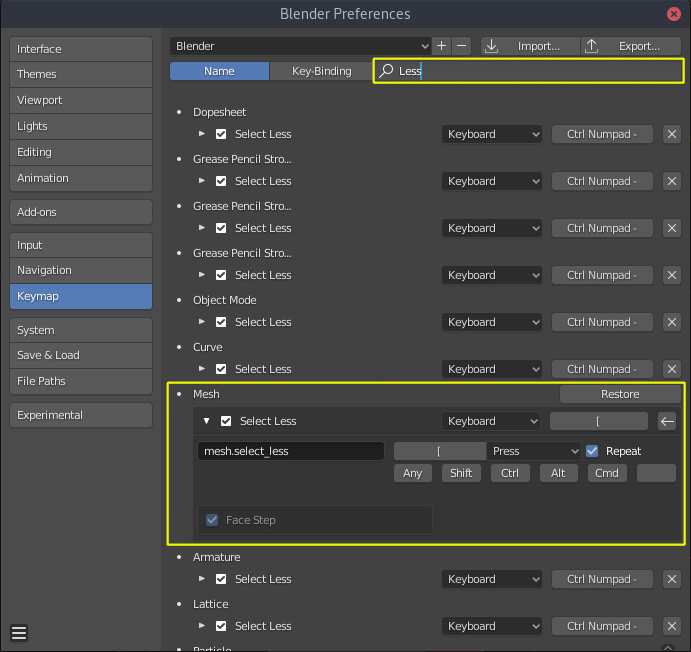 Blender Preferences
Interface
Themes
Viewport
Lights
Editing
Animation
Add-ons
Input
Navigation
Keymap
System
Save & Load
File Paths
Experimental
Blender + − Import... Export...
Name Key-Binding Less
Dopesheet
Select Less Keyboard Ctrl Numpad -
Grease Pencil Stro...
Select Less Keyboard Ctrl Numpad -
Grease Pencil Stro...
Select Less Keyboard Ctrl Numpad -
Grease Pencil Stro...
Select Less Keyboard Ctrl Numpad -
Object Mode
Select Less Keyboard Ctrl Numpad -
Curve
Select Less Keyboard Ctrl Numpad -
Mesh Restore
Select Less Keyboard [
mesh.select_less [ Press Repeat
Any Shift Ctrl Alt Cmd
Face Step
Armature
Select Less Keyboard Ctrl Numpad -
Lattice
Select Less Keyboard Ctrl Numpad -
Particle